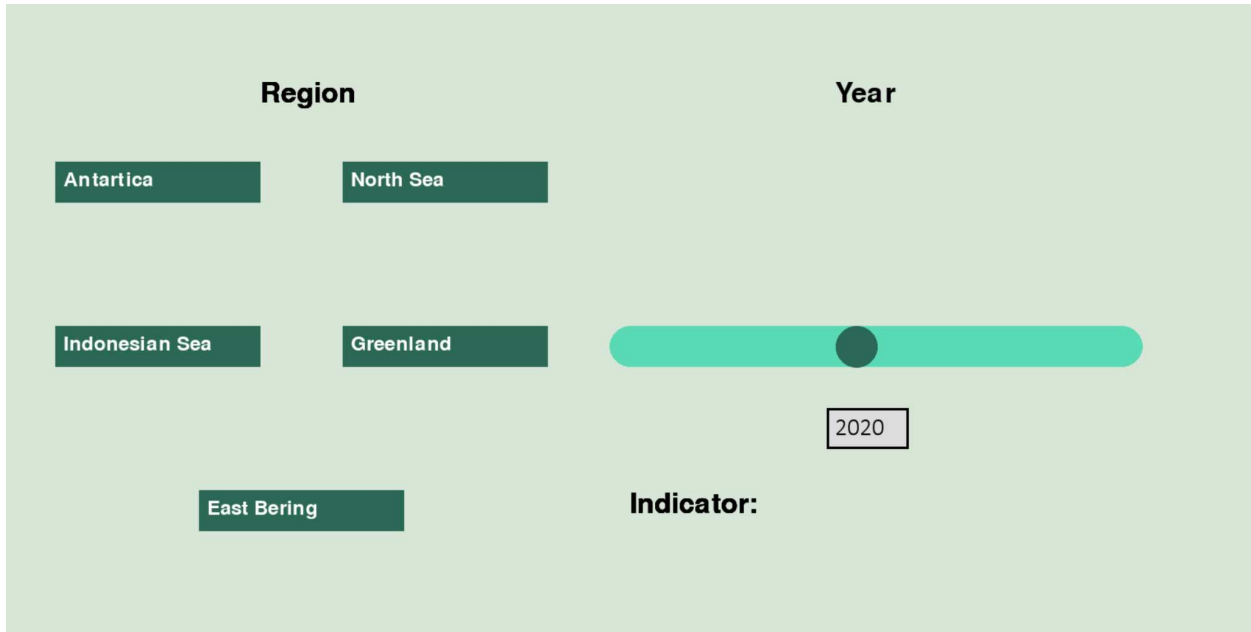 Region
Year
Antartica
North Sea
Indonesian Sea
Greenland
2020
East Bering
Indicator: